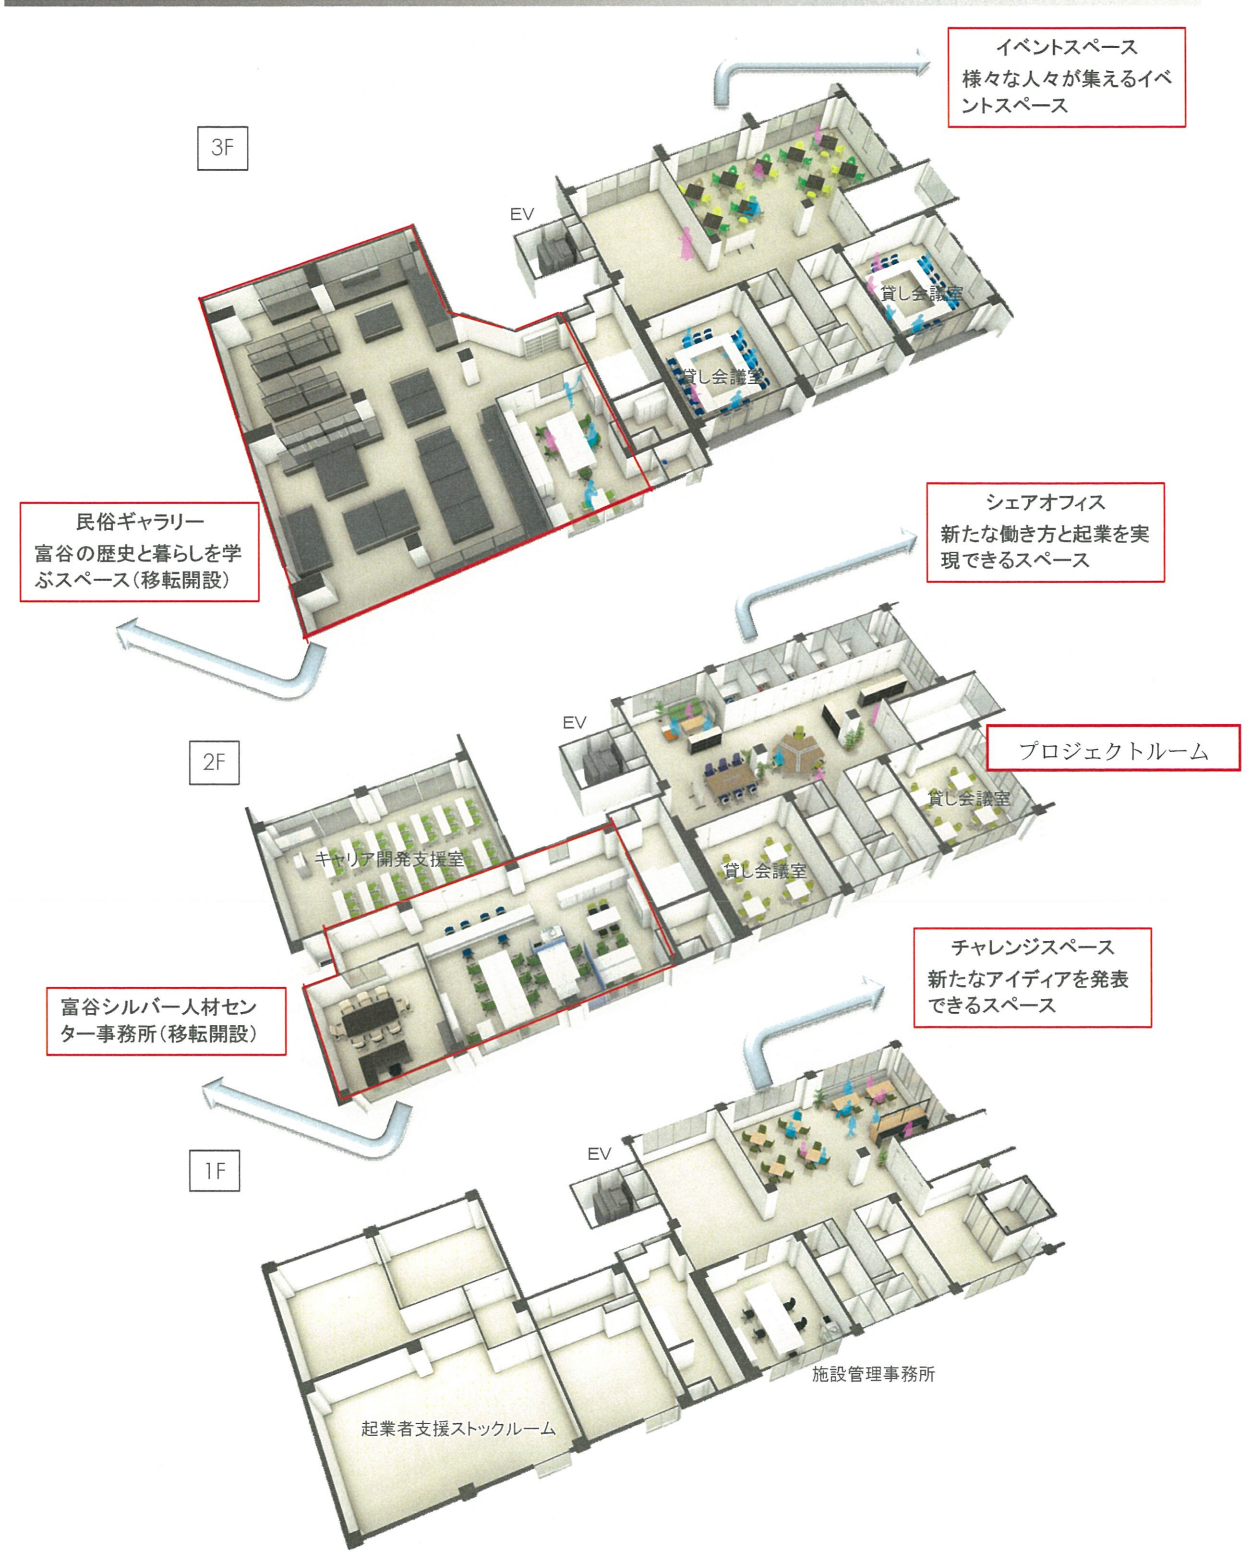 イベントスペース
様々な人々が集えるイベ
ントスペース
3F
EV
貸し会議室
貸し会議室
民俗ギャラリー
富谷の歴史と暮らしを学
ぶスペース(移転開設)
シェアオフィス
新たな働き方と起業を実
現できるスペース
2F
EV
プロジェクトルーム
貸し会議室
キャリア開発支援室
貸し会議室
チャレンジスペース
新たなアイディアを発表
できるスペース
富谷シルバー人材セン
ター事務所(移転開設)
1F
EV
施設管理事務所
起業者支援ストックルーム